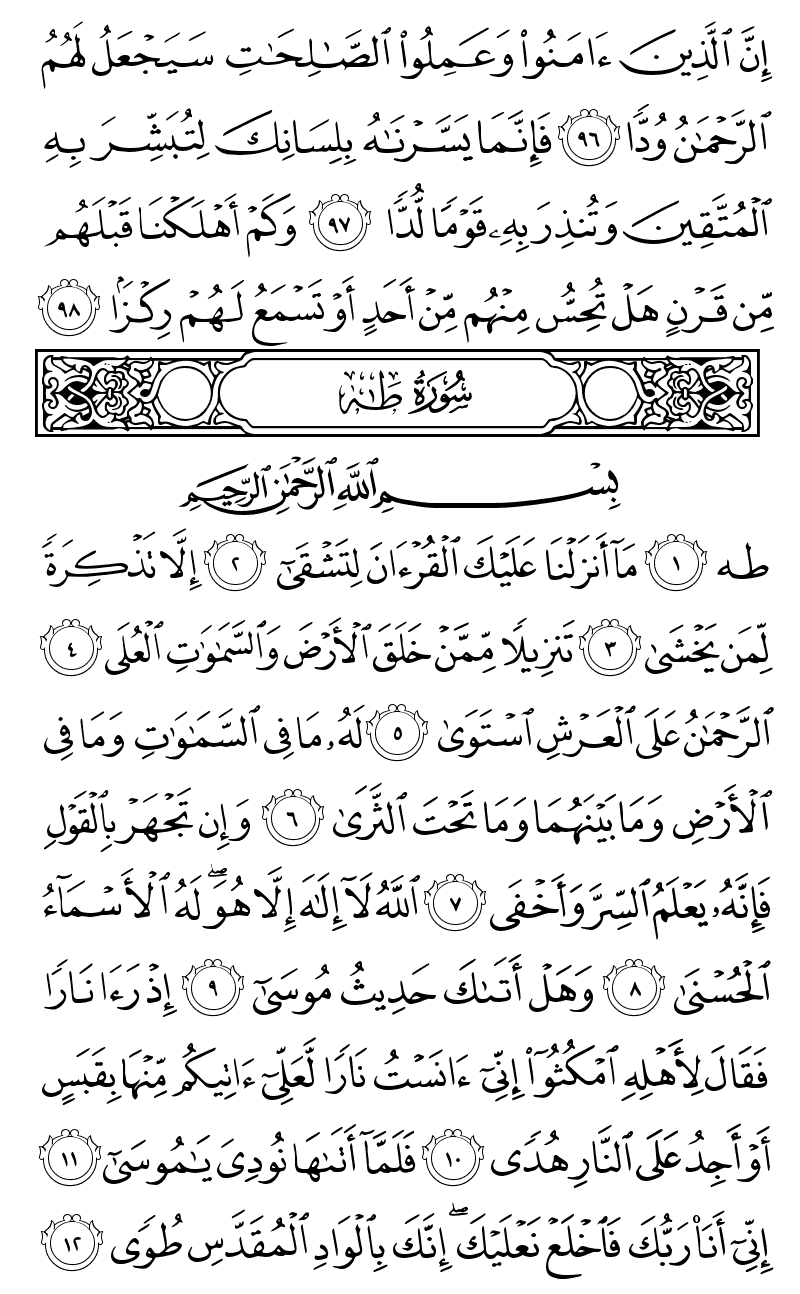 إِنَّ ٱلَّذِينَ ءَامَنُوا۟ وَعَمِلُوا۟ ٱلصَّـٰلِحَـٰتِ سَيَجْعَلُ لَهُمُ
ٱلرَّحْمَـٰنُ وُدًّا ٩٦ فَإِنَّمَا يَسَّرْنَـٰهُ بِلِسَانِكَ لِتُبَشِّرَ بِهِ
ٱلْمُتَّقِينَ وَتُنذِرَ بِهِۦ قَوْمًا لُّدًّا ٩٧ وَكَمْ أَهْلَكْنَا قَبْلَهُم
مِّن قَرْنٍ هَلْ تُحِسُّ مِنْهُم مِّنْ أَحَدٍ أَوْ تَسْمَعُ لَهُمْ رِكْزًۢا ٩٨
سُورَةُ طَهَ
بِسْمِ ٱللَّهِ ٱلرَّحْمَـٰنِ ٱلرَّحِيمِ
طه ١ مَآ أَنزَلْنَا عَلَيْكَ ٱلْقُرْءَانَ لِتَشْقَىٰٓ ٢ إِلَّا تَذْكِرَةً
لِّمَن يَخْشَىٰ ٣ تَنزِيلًا مِّمَّنْ خَلَقَ ٱلْأَرْضَ وَٱلسَّمَـٰوَٰتِ ٱلْعُلَى ٤
ٱلرَّحْمَـٰنُ عَلَى ٱلْعَرْشِ ٱسْتَوَىٰ ٥ لَهُۥ مَا فِى ٱلسَّمَـٰوَٰتِ وَمَا فِى
ٱلْأَرْضِ وَمَا بَيْنَهُمَا وَمَا تَحْتَ ٱلثَّرَىٰ ٦ وَإِن تَجْهَرْ بِٱلْقَوْلِ
فَإِنَّهُۥ يَعْلَمُ ٱلسِّرَّ وَأَخْفَى ٧ ٱللَّهُ لَآ إِلَـٰهَ إِلَّا هُوَ ۖ لَهُ ٱلْأَسْمَآءُ
ٱلْحُسْنَىٰ ٨ وَهَلْ أَتَىٰكَ حَدِيثُ مُوسَىٰٓ ٩ إِذْ رَءَا نَارًا
فَقَالَ لِأَهْلِهِ ٱمْكُثُوٓا۟ إِنِّىٓ ءَانَسْتُ نَارًا لَّعَلِّىٓ ءَاتِيكُم مِّنْهَا بِقَبَسٍ
أَوْ أَجِدُ عَلَى ٱلنَّارِ هُدًى ١٠ فَلَمَّآ أَتَىٰهَا نُودِىَ يَـٰمُوسَىٰٓ ١١
إِنِّىٓ أَنَا۠ رَبُّكَ فَٱخْلَعْ نَعْلَيْكَ ۖ إِنَّكَ بِٱلْوَادِ ٱلْمُقَدَّسِ طُوًى ١٢